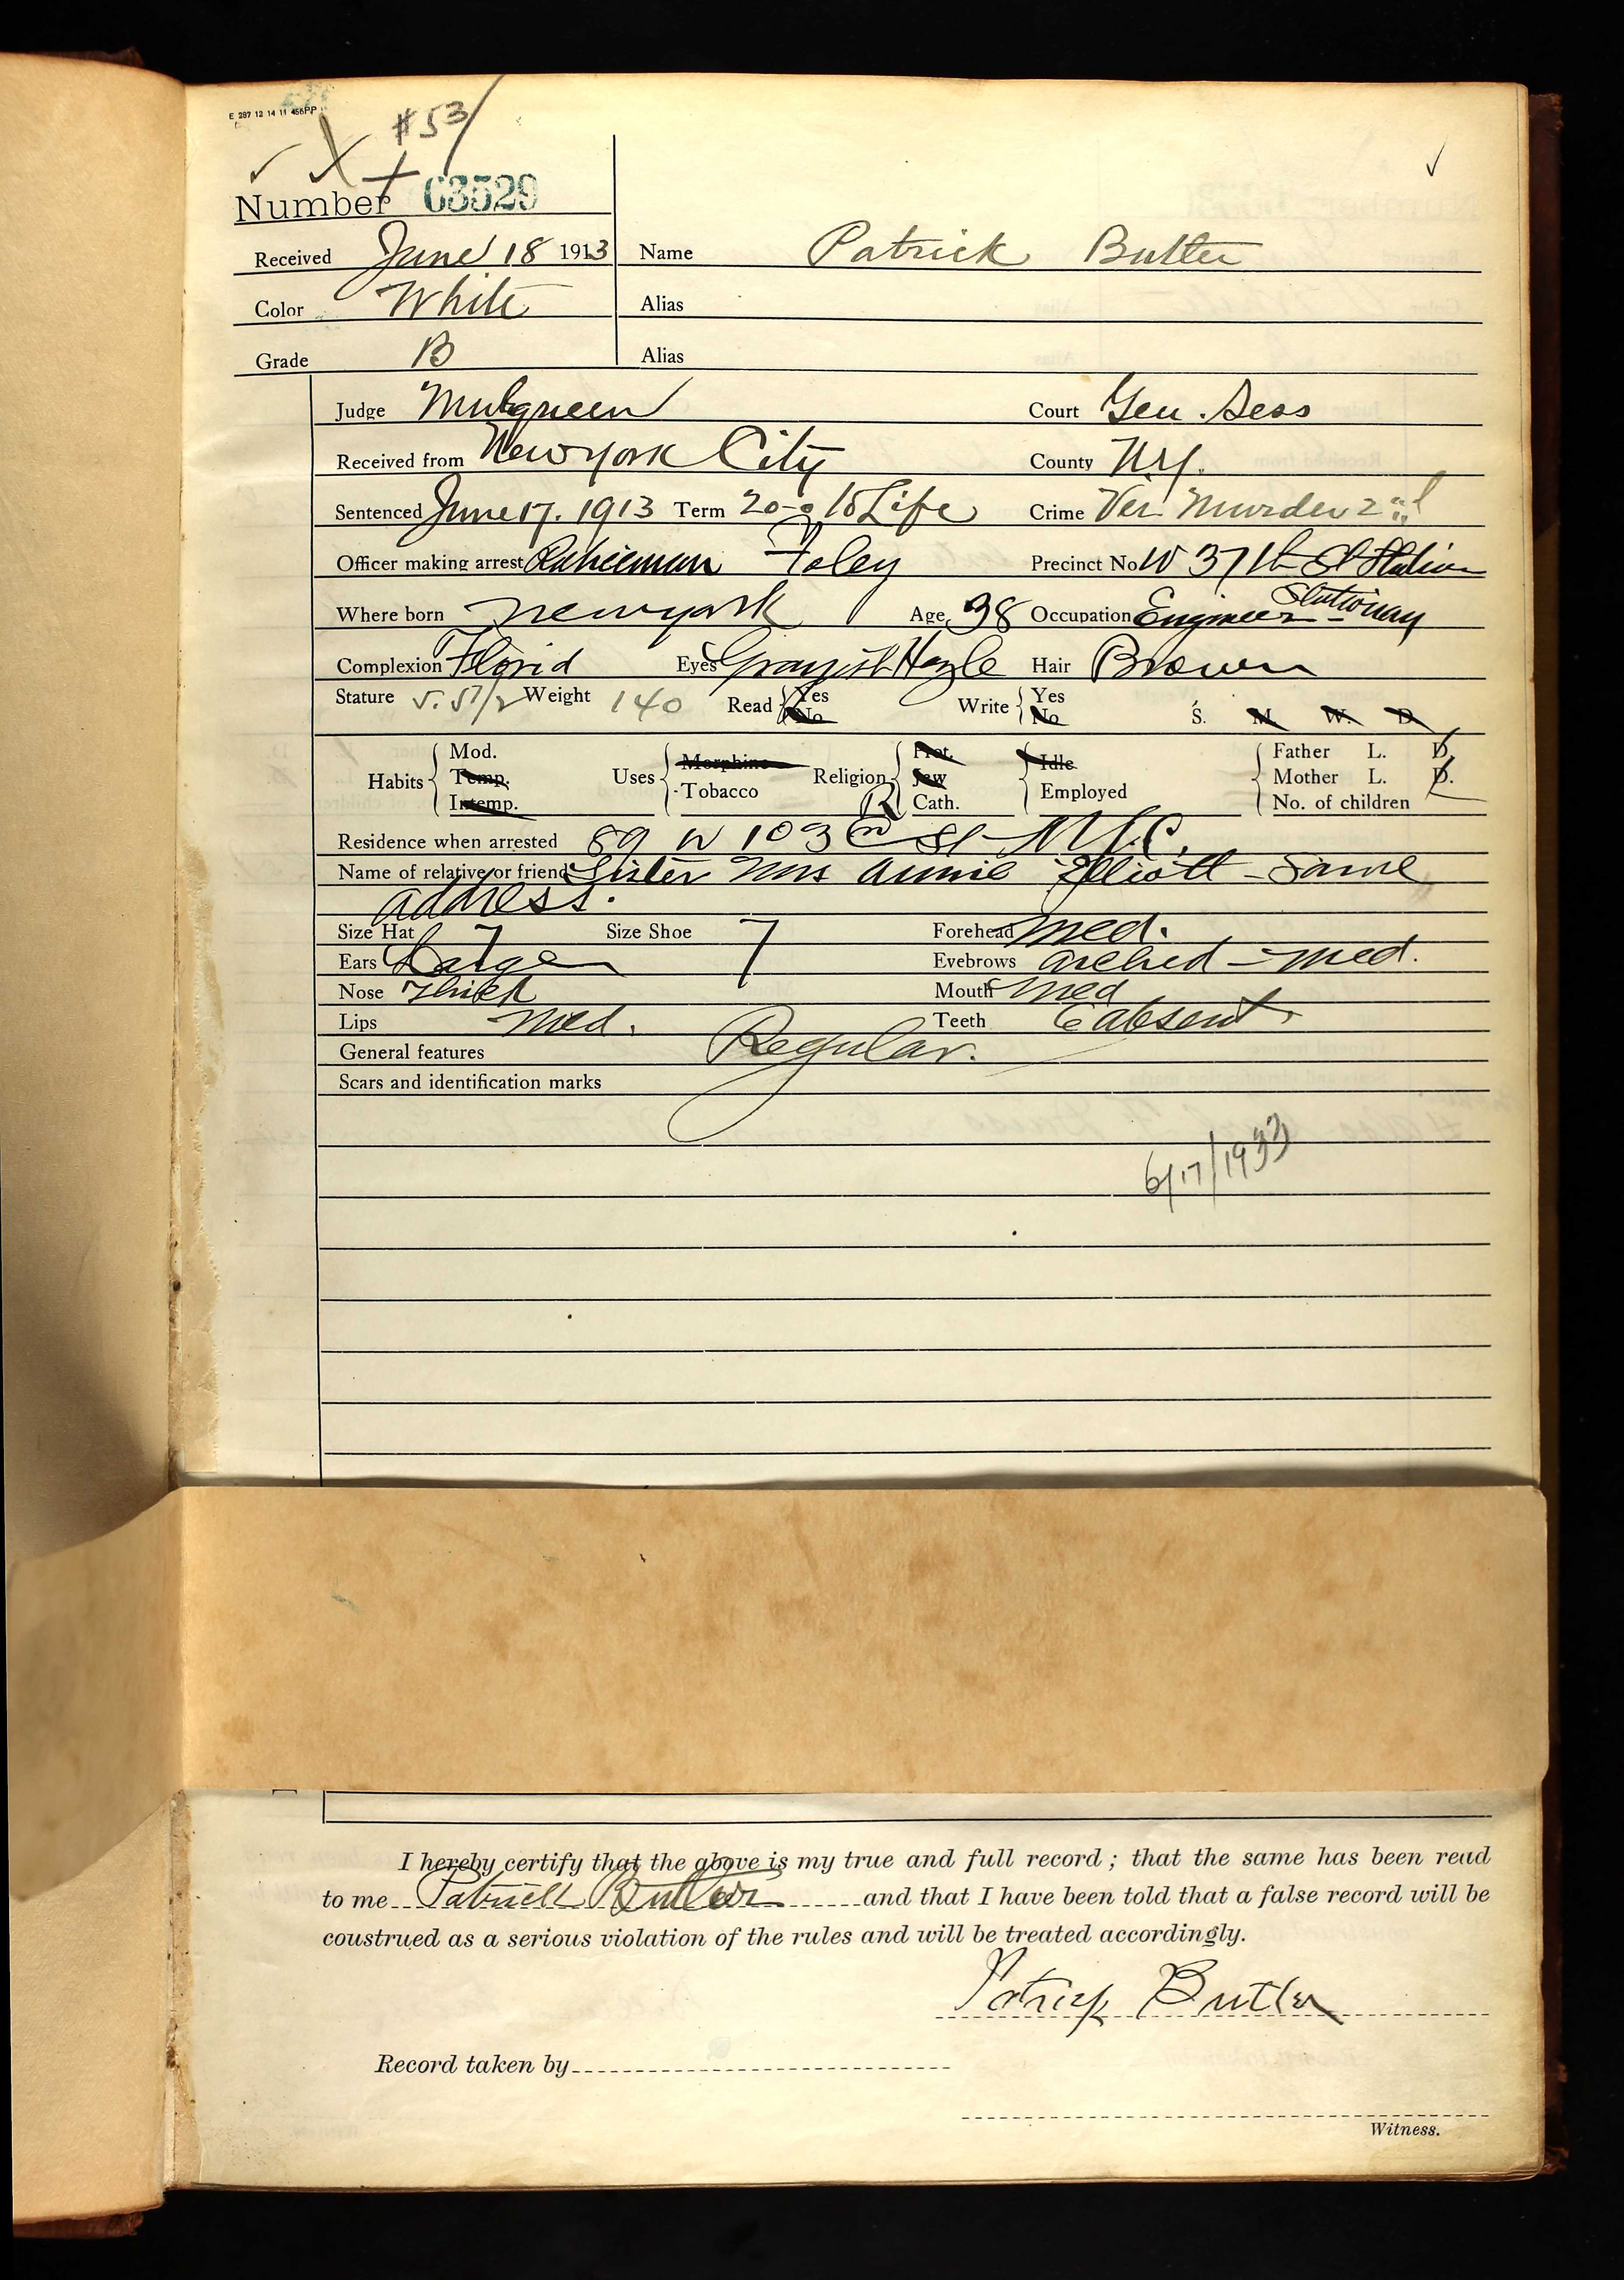 E 287 12 14 11 456PP
#53
Number 63529
Received June 18 1913 Name Patrick Butler
Color White Alias
Grade B Alias
Judge Mulqueen Court Gen. Sess
Received from New York City County N.Y.
Sentenced June 17. 1913 Term 20-0 to Life Crime Ver. Murder 2nd
Officer making arrest Policeman Foley Precinct No W 37th St Station
Where born New York Age 38 Occupation Engineer Stationary
Complexion Florid Eyes Grayish Hazle Hair Brown
Stature 5.5 1/2 Weight 140 Read Yes No Write Yes No S. M. W. D.
Habits Mod. Temp. Intemp. Uses Morphine Tobacco Religion Prot. Jew R Cath. Idle Employed Father L. D. Mother L. D. No. of children
Residence when arrested 89 W 103rd St N.Y.C.
Name of relative or friend Sister Mrs Annie Elliott - Same
address.
Size Hat 7 Size Shoe 7 Forehead med.
Ears Large Eyebrows arched - med.
Nose Thick Mouth med
Lips med. Teeth 6 absent
General features Regular.
Scars and identification marks
6/17/1933
I hereby certify that the above is my true and full record; that the same has been read
to me Patrick Butler and that I have been told that a false record will be
coustrued as a serious violation of the rules and will be treated accordingly.
Patrick Butler
Record taken by
Witness.